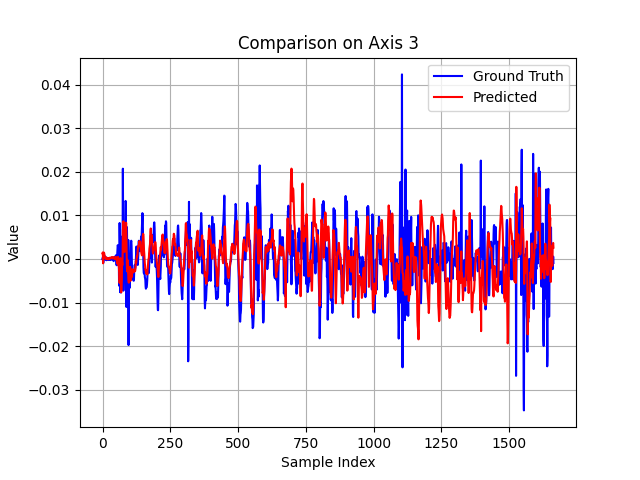 Comparison on Axis 3
Ground Truth
Predicted
0.04
0.03
0.02
0.01
0.00
−0.01
−0.02
−0.03
Value
0 250 500 750 1000 1250 1500
Sample Index